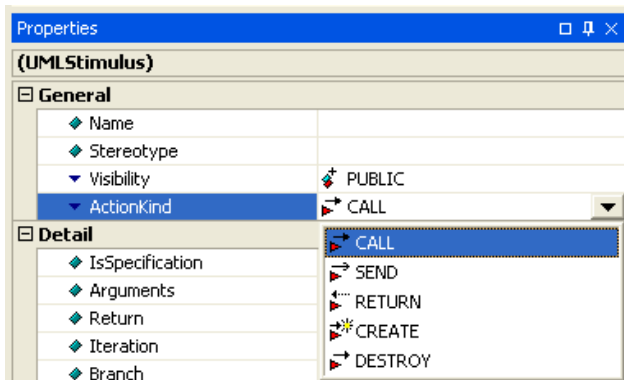 Properties
(UMLStimulus)
General
Name
Stereotype
Visibility PUBLIC
ActionKind CALL
Detail CALL
IsSpecification SEND
Arguments RETURN
Return CREATE
Iteration DESTROY
Branch